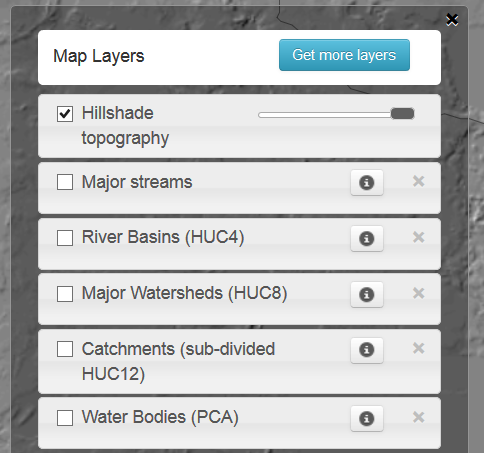 Map Layers
Get more layers
Hillshade
topography
Major streams
River Basins (HUC4)
Major Watersheds (HUC8)
Catchments (sub-divided
HUC12)
Water Bodies (PCA)